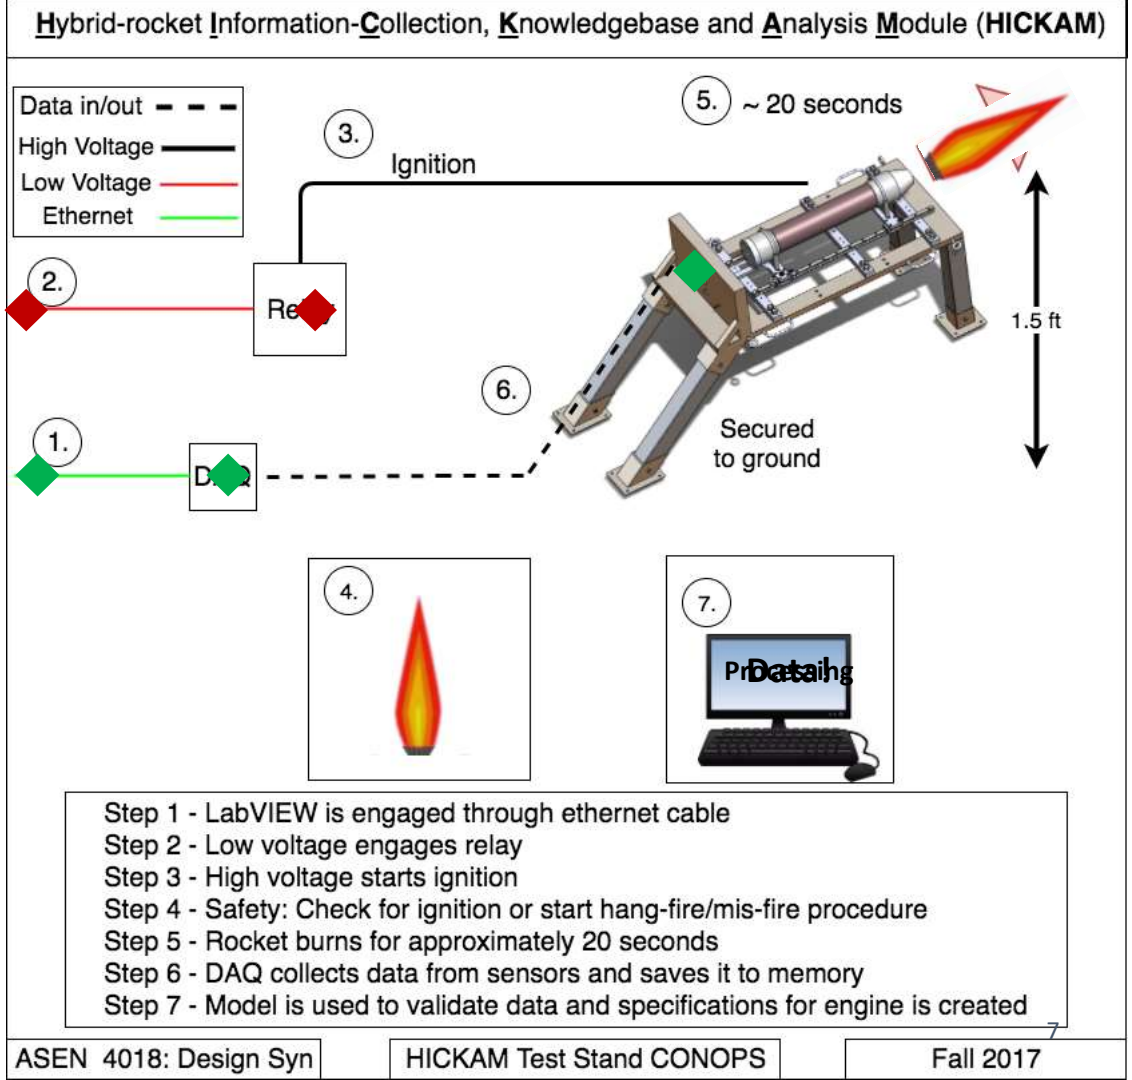 Hybrid-rocket Information-Collection, Knowledgebase and Analysis Module (HICKAM)
Data in/out
High Voltage
Low Voltage
Ethernet
3.
Ignition
5. ~ 20 seconds
2.
1.5 ft
6.
1.
Secured
to ground
4.
7.
Processing
Data!
Step 1 - LabVIEW is engaged through ethernet cable
Step 2 - Low voltage engages relay
Step 3 - High voltage starts ignition
Step 4 - Safety: Check for ignition or start hang-fire/mis-fire procedure
Step 5 - Rocket burns for approximately 20 seconds
Step 6 - DAQ collects data from sensors and saves it to memory
Step 7 - Model is used to validate data and specifications for engine is created
7
ASEN 4018: Design Syn
HICKAM Test Stand CONOPS
Fall 2017